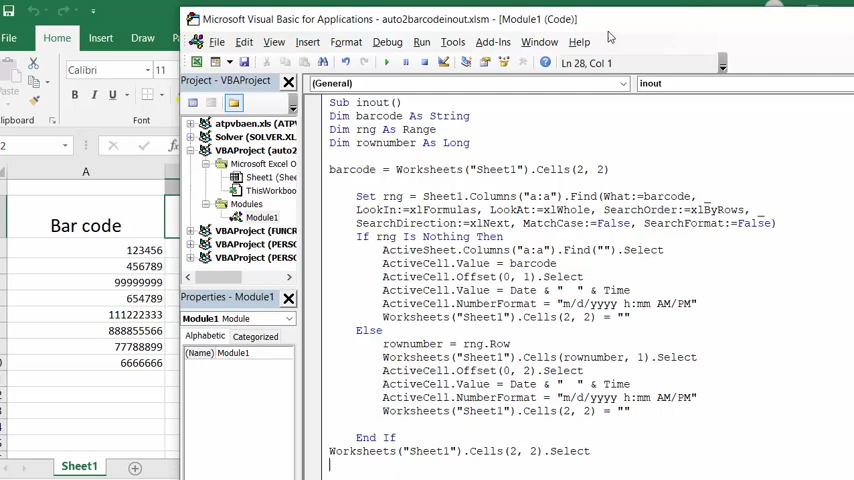 Microsoft Visual Basic for Applications - auto2barcodeinout.xlsm - [Module1 (Code)]
File Home Insert Draw
File Edit View Insert Format Debug Run Tools Add-Ins Window Help
Ln 28, Col 1
Calibri 11
B I U
Clipboard
Font
2
A
Bar code
123456
456789
99999999
654789
111222333
888855566
77788899
6666666
Sheet1
Project - VBAProject
atpvbaen.xls (ATPV
Solver (SOLVER.XL
VBAProject (auto2
Microsoft Excel O
Sheet1 (Shee
ThisWorkboo
Modules
Module1
VBAProject (FUNCR
VBAProject (PERSO
VBAProject (PERS
Properties - Module1
Module1 Module
Alphabetic Categorized
(Name) Module1
(General) inout
Sub inout()
Dim barcode As String
Dim rng As Range
Dim rownumber As Long
barcode = Worksheets("Sheet1").Cells(2, 2)
Set rng = Sheet1.Columns("a:a").Find(What:=barcode, _
LookIn:=xlFormulas, LookAt:=xlWhole, SearchOrder:=xlByRows, _
SearchDirection:=xlNext, MatchCase:=False, SearchFormat:=False)
If rng Is Nothing Then
ActiveSheet.Columns("a:a").Find("").Select
ActiveCell.Value = barcode
ActiveCell.Offset(0, 1).Select
ActiveCell.Value = Date & "  " & Time
ActiveCell.NumberFormat = "m/d/yyyy h:mm AM/PM"
Worksheets("Sheet1").Cells(2, 2) = ""
Else
rownumber = rng.Row
Worksheets("Sheet1").Cells(rownumber, 1).Select
ActiveCell.Offset(0, 2).Select
ActiveCell.Value = Date & "  " & Time
ActiveCell.NumberFormat = "m/d/yyyy h:mm AM/PM"
Worksheets("Sheet1").Cells(2, 2) = ""
End If
Worksheets("Sheet1").Cells(2, 2).Select